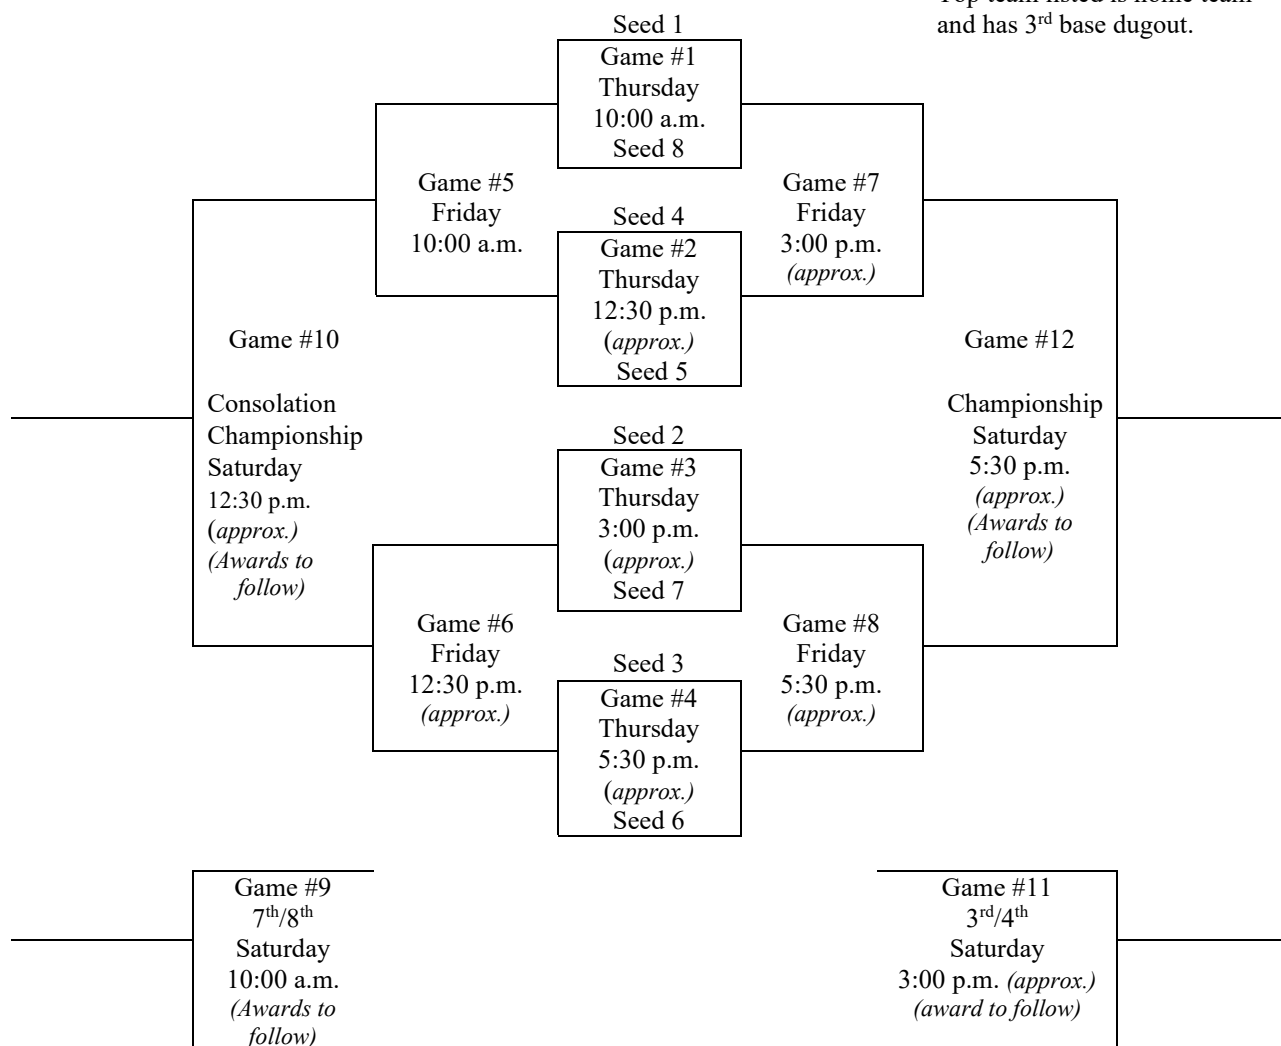 Top team listed is home team
and has 3rd base dugout.
Seed 1
Game #1
Thursday
10:00 a.m.
Seed 8
Game #5
Friday
10:00 a.m.
Game #7
Friday
3:00 p.m.
(approx.)
Seed 4
Game #2
Thursday
12:30 p.m.
(approx.)
Seed 5
Game #10
Consolation
Championship
Saturday
12:30 p.m.
(approx.)
(Awards to
follow)
Game #12
Championship
Saturday
5:30 p.m.
(approx.)
(Awards to
follow)
Seed 2
Game #3
Thursday
3:00 p.m.
(approx.)
Seed 7
Game #6
Friday
12:30 p.m.
(approx.)
Game #8
Friday
5:30 p.m.
(approx.)
Seed 3
Game #4
Thursday
5:30 p.m.
(approx.)
Seed 6
Game #9
7th/8th
Saturday
10:00 a.m.
(Awards to
follow)
Game #11
3rd/4th
Saturday
3:00 p.m. (approx.)
(award to follow)